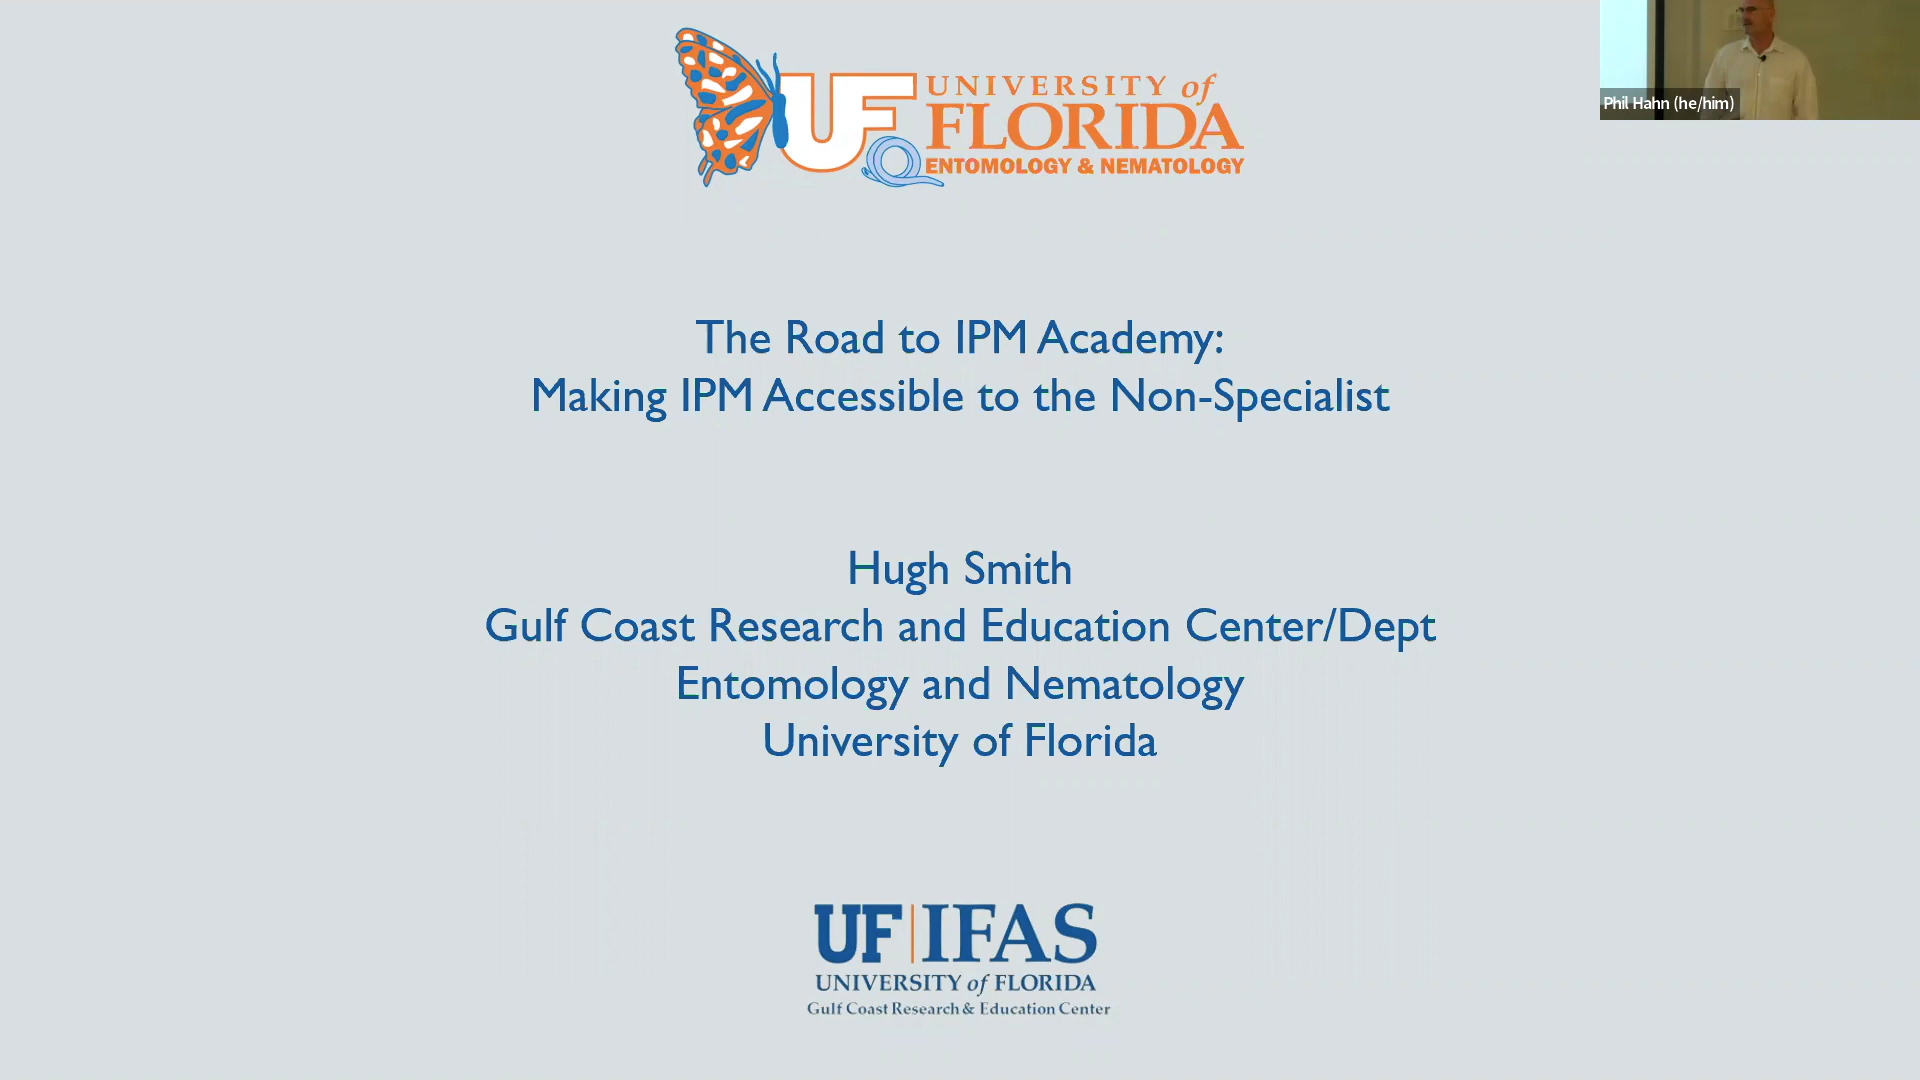 UF
UNIVERSITY of
FLORIDA
ENTOMOLOGY & NEMATOLOGY
Phil Hahn (he/him)
The Road to IPM Academy:
Making IPM Accessible to the Non-Specialist
Hugh Smith
Gulf Coast Research and Education Center/Dept
Entomology and Nematology
University of Florida
UF|IFAS
UNIVERSITY of FLORIDA
Gulf Coast Research & Education Center